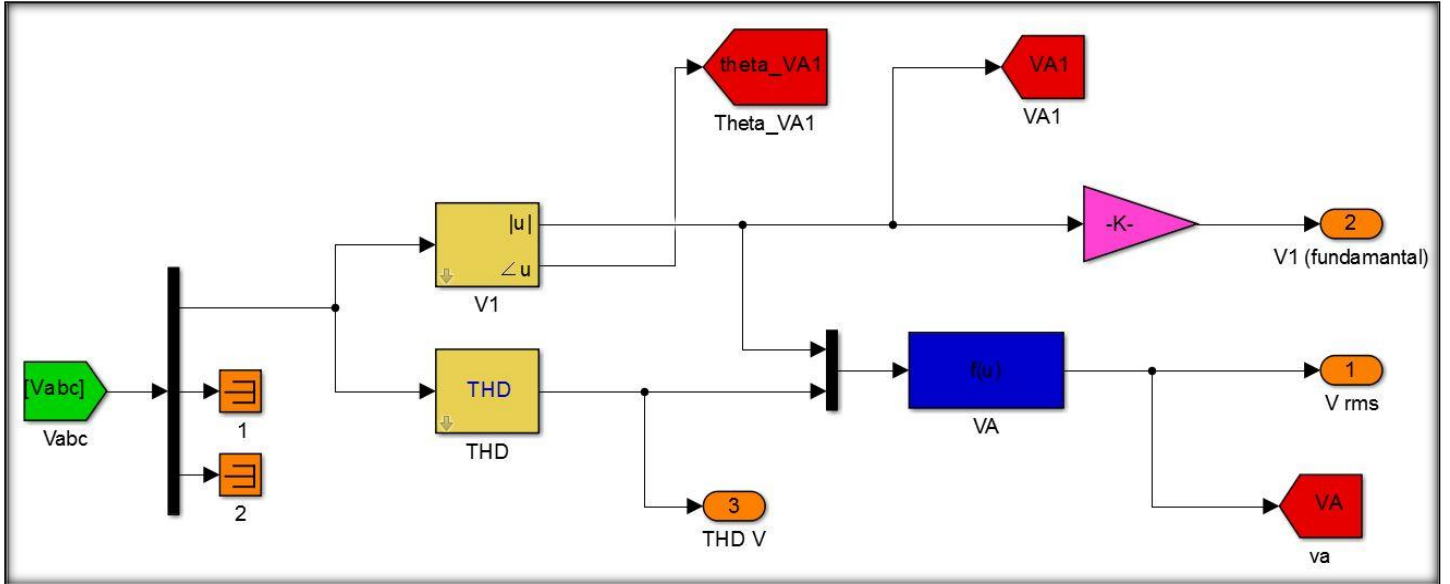 theta_VA1
Theta_VA1
VA1
VA1
|u|
∠u
V1
-K-
2
V1 (fundamantal)
[Vabc]
Vabc
1
2
THD
THD
f(u)
VA
1
V rms
3
THD V
VA
va